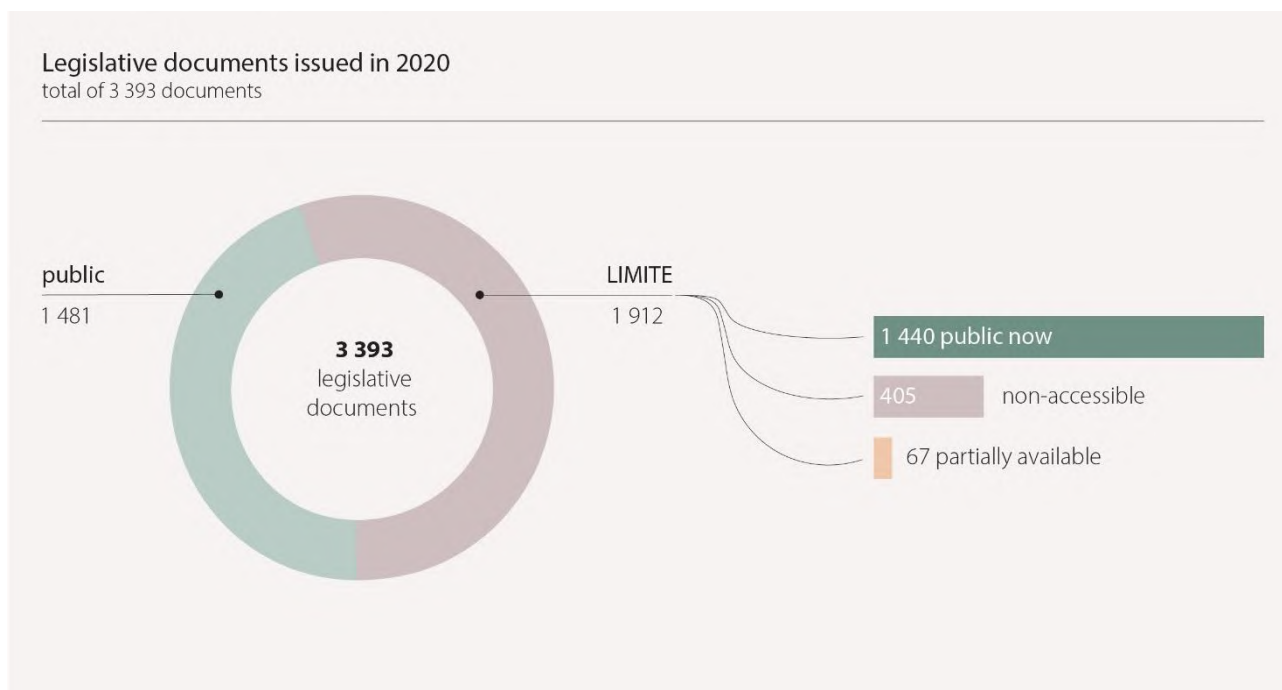 Legislative documents issued in 2020
total of 3 393 documents
public
1 481
3 393
legislative
documents
LIMITE
1 912
1 440 public now
405
non-accessible
67 partially available